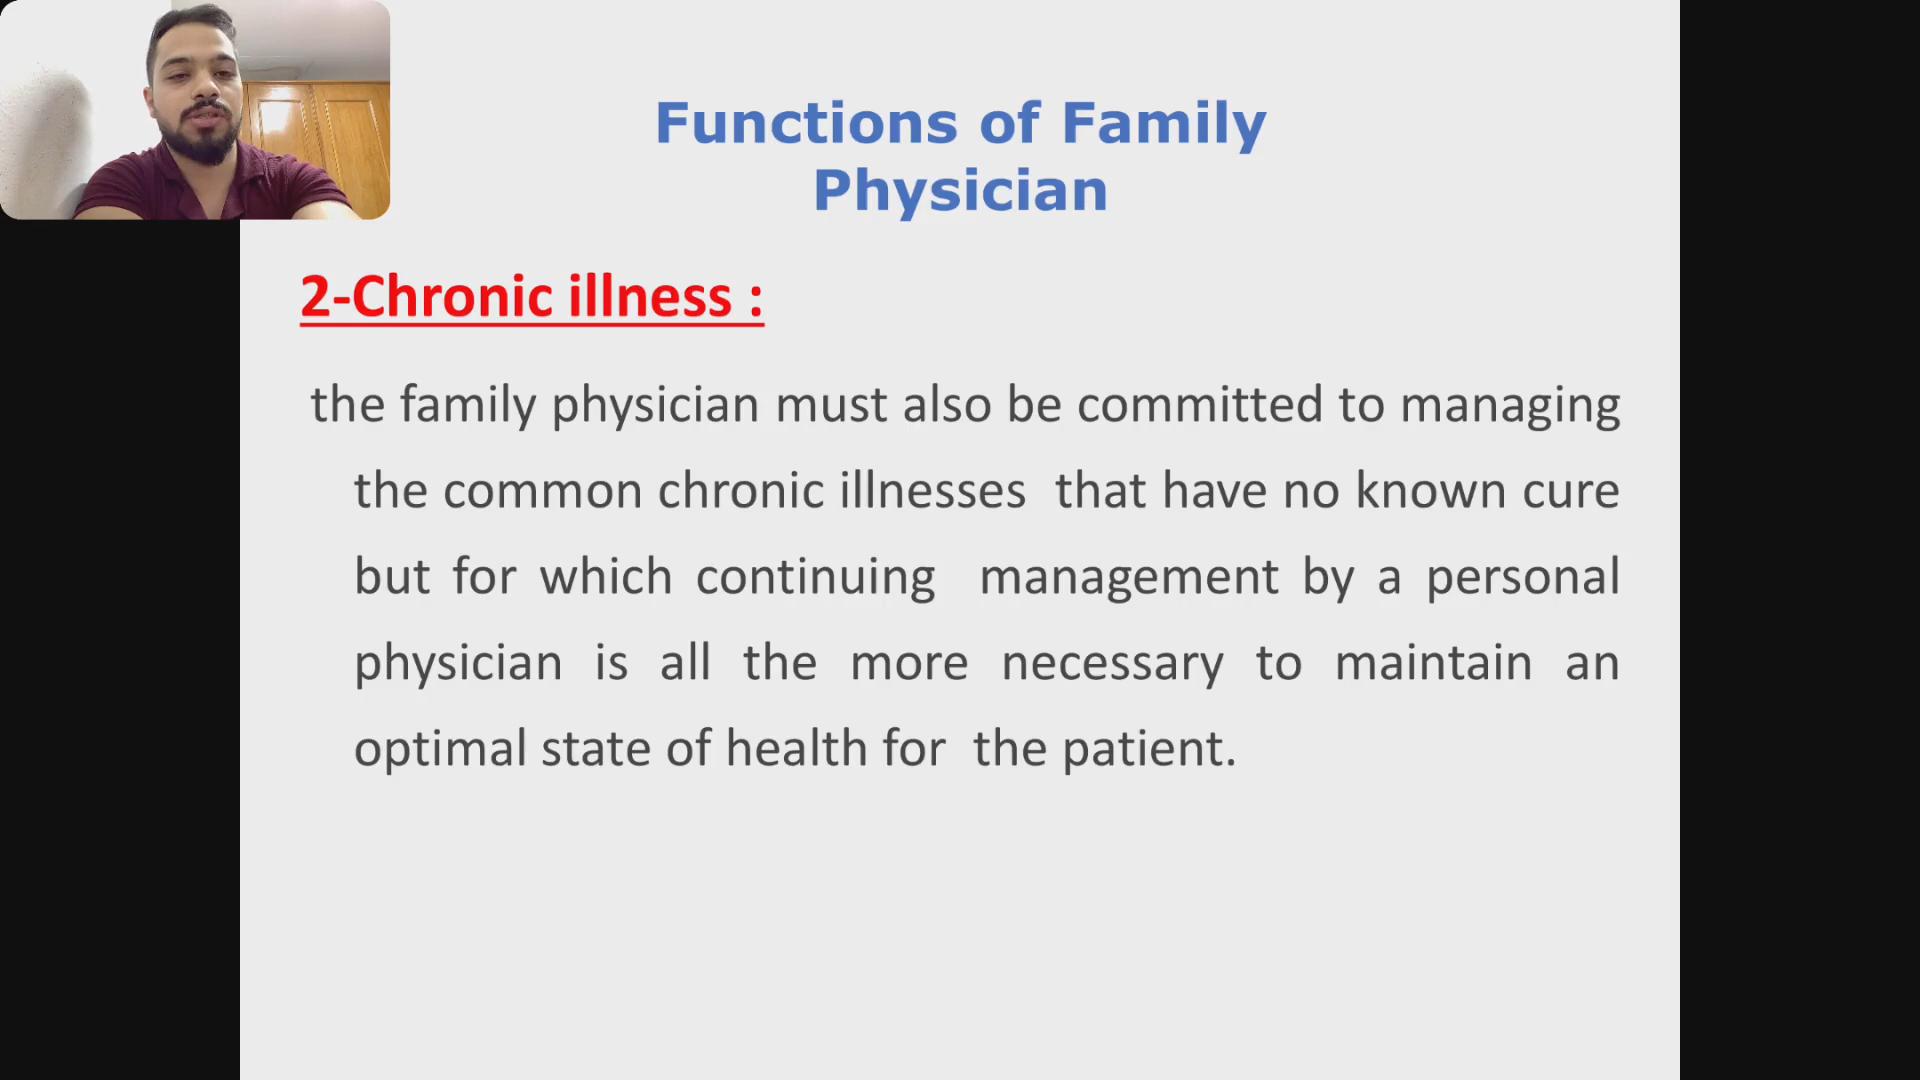 Functions of Family
Physician
2-Chronic illness :
the family physician must also be committed to managing
the common chronic illnesses that have no known cure
but for which continuing management by a personal
physician is all the more necessary to maintain an
optimal state of health for the patient.